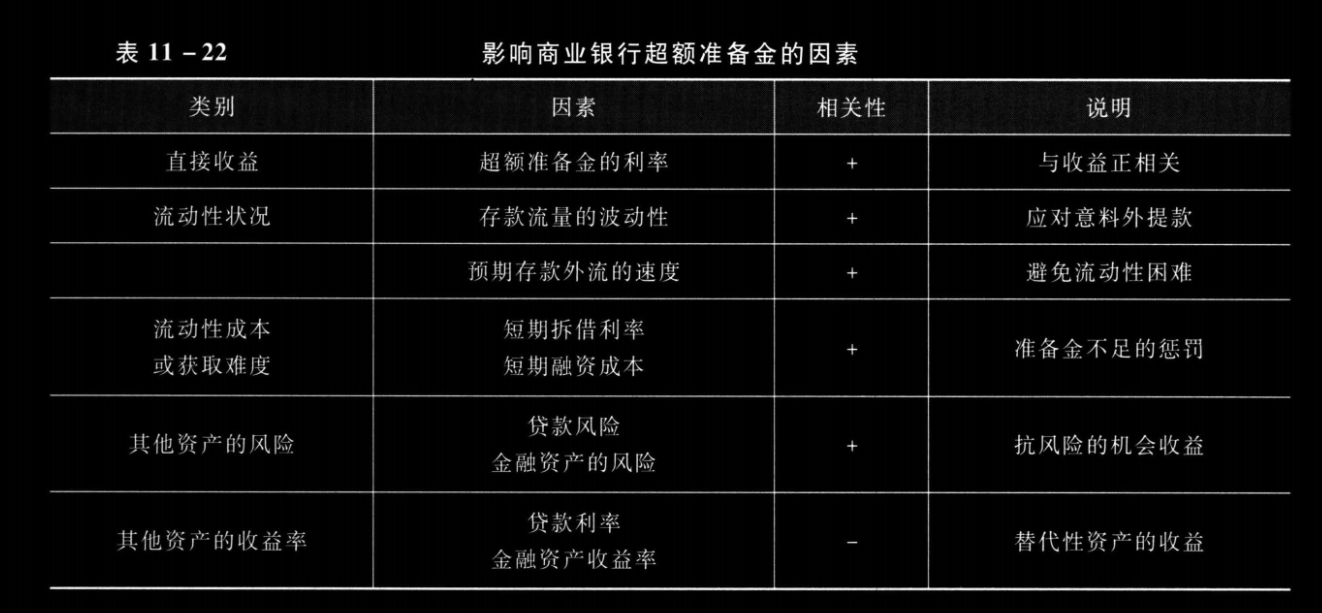 表 11-22 影响商业银行超额准备金的因素
类别 因素 相关性 说明
直接收益 超额准备金的利率 + 与收益正相关
流动性状况 存款流量的波动性 + 应对意料外提款
预期存款外流的速度 + 避免流动性困难
流动性成本 短期拆借利率
或获取难度 短期融资成本 + 准备金不足的惩罚
其他资产的风险 贷款风险
金融资产的风险 + 抗风险的机会收益
其他资产的收益率 贷款利率
金融资产收益率 - 替代性资产的收益